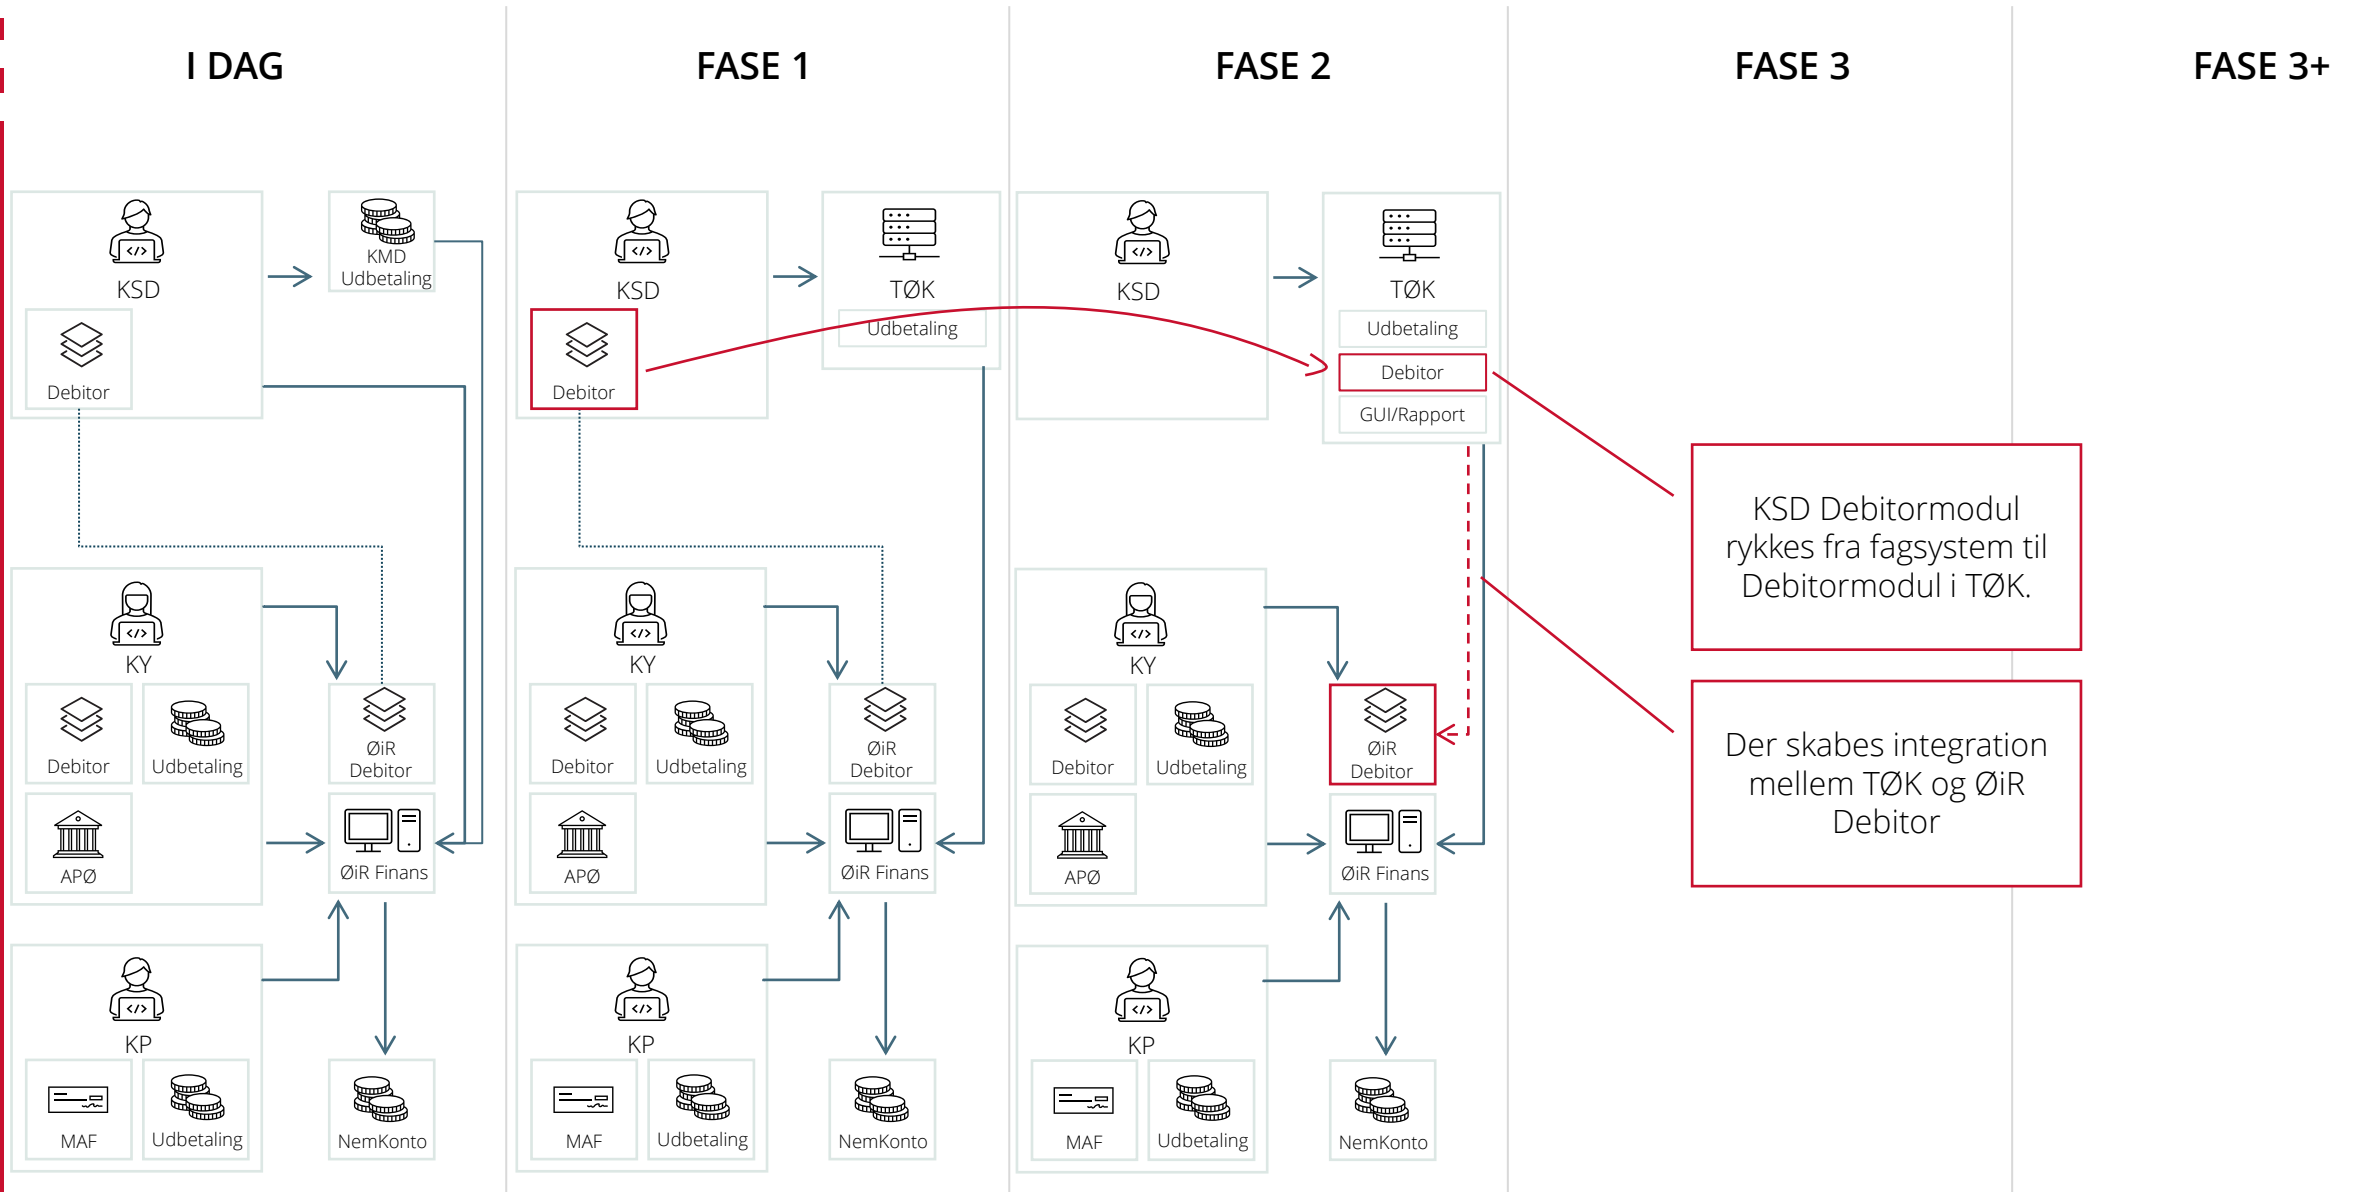 I DAG
FASE 1
FASE 2
FASE 3
FASE 3+
KSD
Debitor
KMD
Udbetaling
KY
Debitor
Udbetaling
APØ
ØiR
Debitor
ØiR Finans
KP
MAF
Udbetaling
NemKonto
KSD
Debitor
TØK
Udbetaling
KY
Debitor
Udbetaling
APØ
ØiR
Debitor
ØiR Finans
KP
MAF
Udbetaling
NemKonto
KSD
TØK
Udbetaling
Debitor
GUI/Rapport
KY
Debitor
Udbetaling
APØ
ØiR
Debitor
ØiR Finans
KP
MAF
Udbetaling
NemKonto
KSD Debitormodul
rykkes fra fagsystem til
Debitormodul i TØK.
Der skabes integration
mellem TØK og ØiR
Debitor